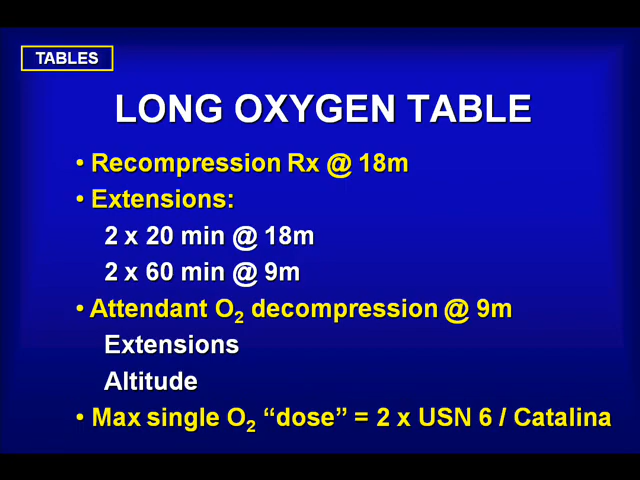 TABLES
LONG OXYGEN TABLE
• Recompression Rx @ 18m
• Extensions:
2 x 20 min @ 18m
2 x 60 min @ 9m
• Attendant O₂ decompression @ 9m
Extensions
Altitude
• Max single O₂ “dose” = 2 x USN 6 / Catalina